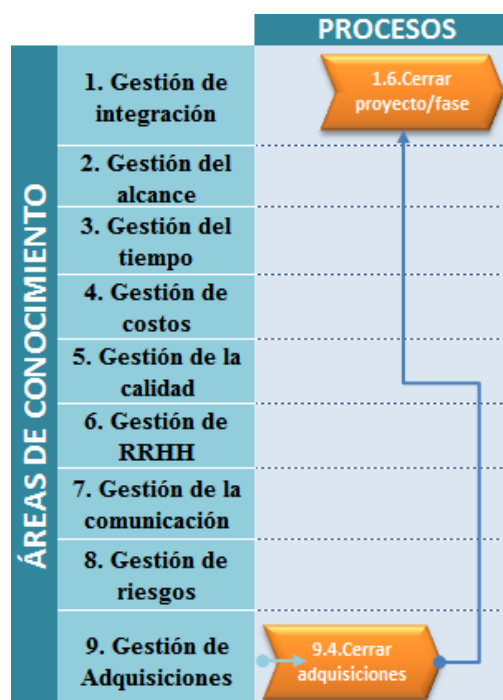 PROCESOS
ÁREAS DE CONOCIMIENTO
1. Gestión de
integración
1.6.Cerrar
proyecto/fase
2. Gestión del
alcance
3. Gestión del
tiempo
4. Gestión de
costos
5. Gestión de la
calidad
6. Gestión de
RRHH
7. Gestión de la
comunicación
8. Gestión de
riesgos
9. Gestión de
Adquisiciones
9.4.Cerrar
adquisiciones